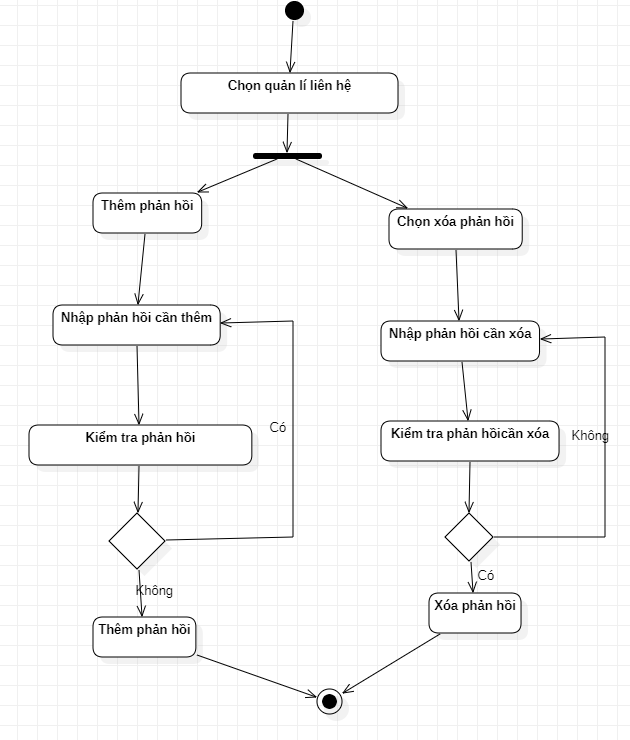 Chọn quản lí liên hệ
Thêm phản hồi
Chọn xóa phản hồi
Nhập phản hồi cần thêm
Nhập phản hồi cần xóa
Có
Kiểm tra phản hồi
Kiểm tra phản hồicần xóa
Không
Có
Không
Xóa phản hồi
Thêm phản hồi